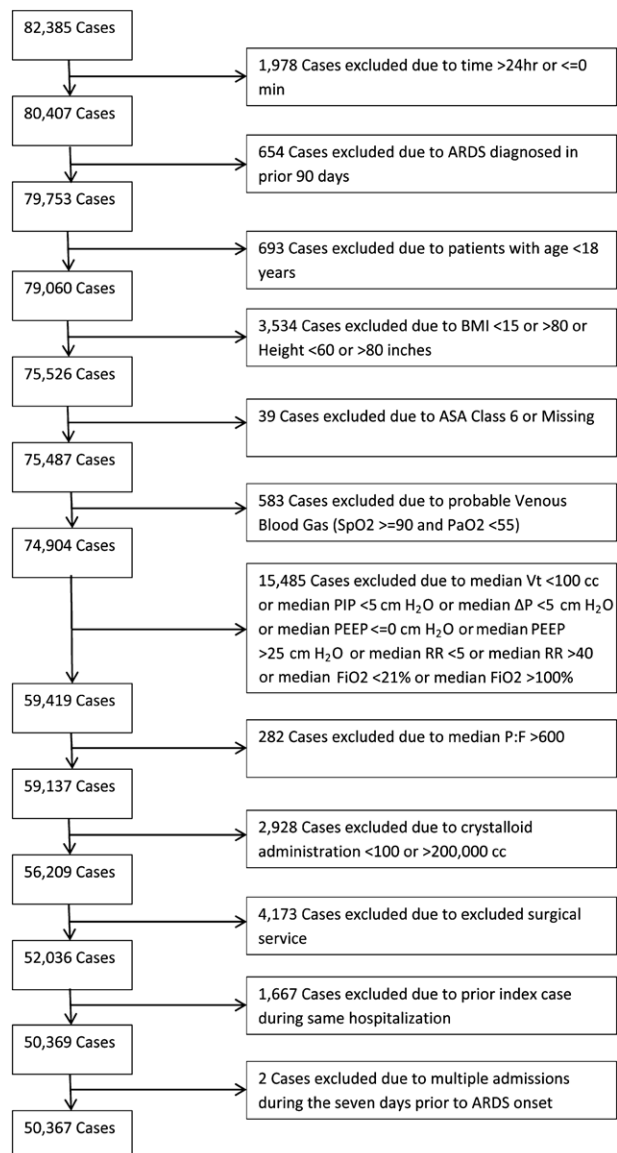 82,385 Cases
1,978 Cases excluded due to time >24hr or <=0
min
80,407 Cases
654 Cases excluded due to ARDS diagnosed in
prior 90 days
79,753 Cases
693 Cases excluded due to patients with age <18
years
79,060 Cases
3,534 Cases excluded due to BMI <15 or >80 or
Height <60 or >80 inches
75,526 Cases
39 Cases excluded due to ASA Class 6 or Missing
75,487 Cases
583 Cases excluded due to probable Venous
Blood Gas (SpO2 >=90 and PaO2 <55)
74,904 Cases
15,485 Cases excluded due to median Vt <100 cc
or median PIP <5 cm H₂O or median ΔP <5 cm H₂O
or median PEEP <=0 cm H₂O or median PEEP
>25 cm H₂O or median RR <5 or median RR >40
or median FiO2 <21% or median FiO2 >100%
59,419 Cases
282 Cases excluded due to median P:F >600
59,137 Cases
2,928 Cases excluded due to crystalloid
administration <100 or >200,000 cc
56,209 Cases
4,173 Cases excluded due to excluded surgical
service
52,036 Cases
1,667 Cases excluded due to prior index case
during same hospitalization
50,369 Cases
2 Cases excluded due to multiple admissions
during the seven days prior to ARDS onset
50,367 Cases